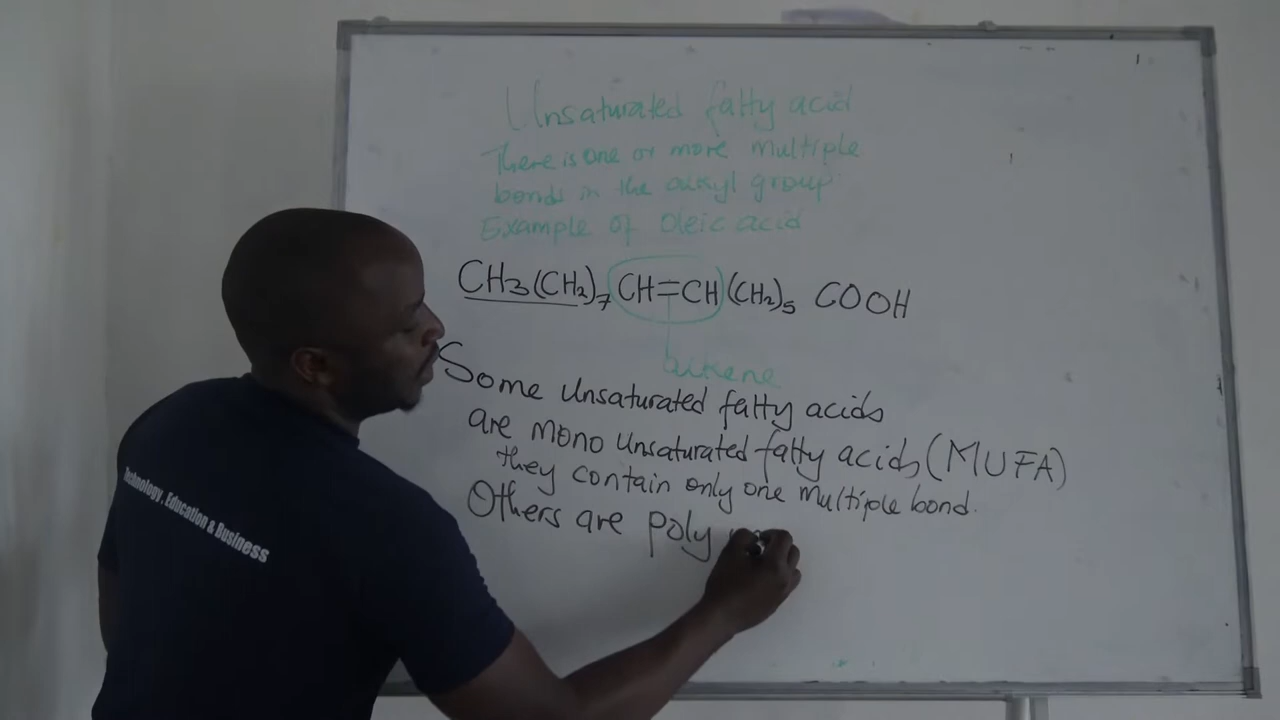 Unsaturated fatty acid
There is one or more multiple
bonds in the alkyl group
Example of Oleic acid
CH3(CH₂)₇CH=CH(CH₂)₅ COOH
alkene
Some Unsaturated fatty acids
are mono Unsaturated fatty acids (MUFA)
they contain only one multiple bond.
Others are poly
Technology, Education & Business